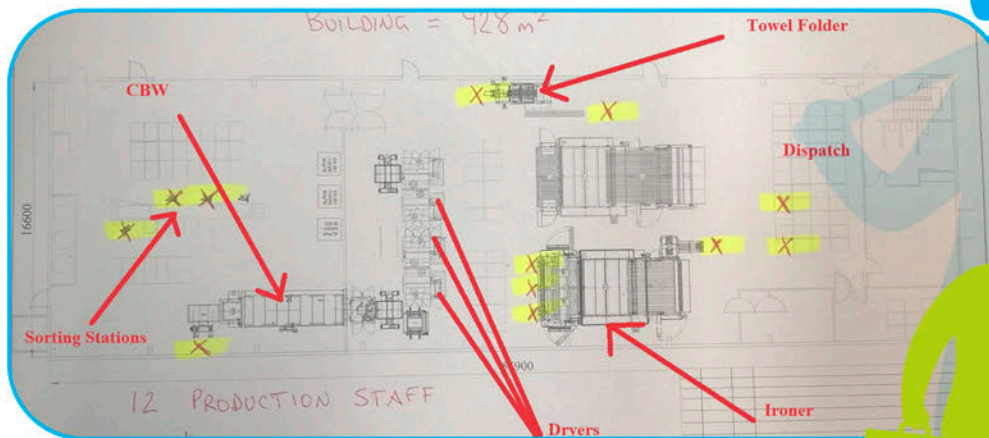 BUILDING = 428 m²
Towel Folder
CBW
Dispatch
16600
Sorting Stations
Ironer
12 PRODUCTION STAFF
Dryers